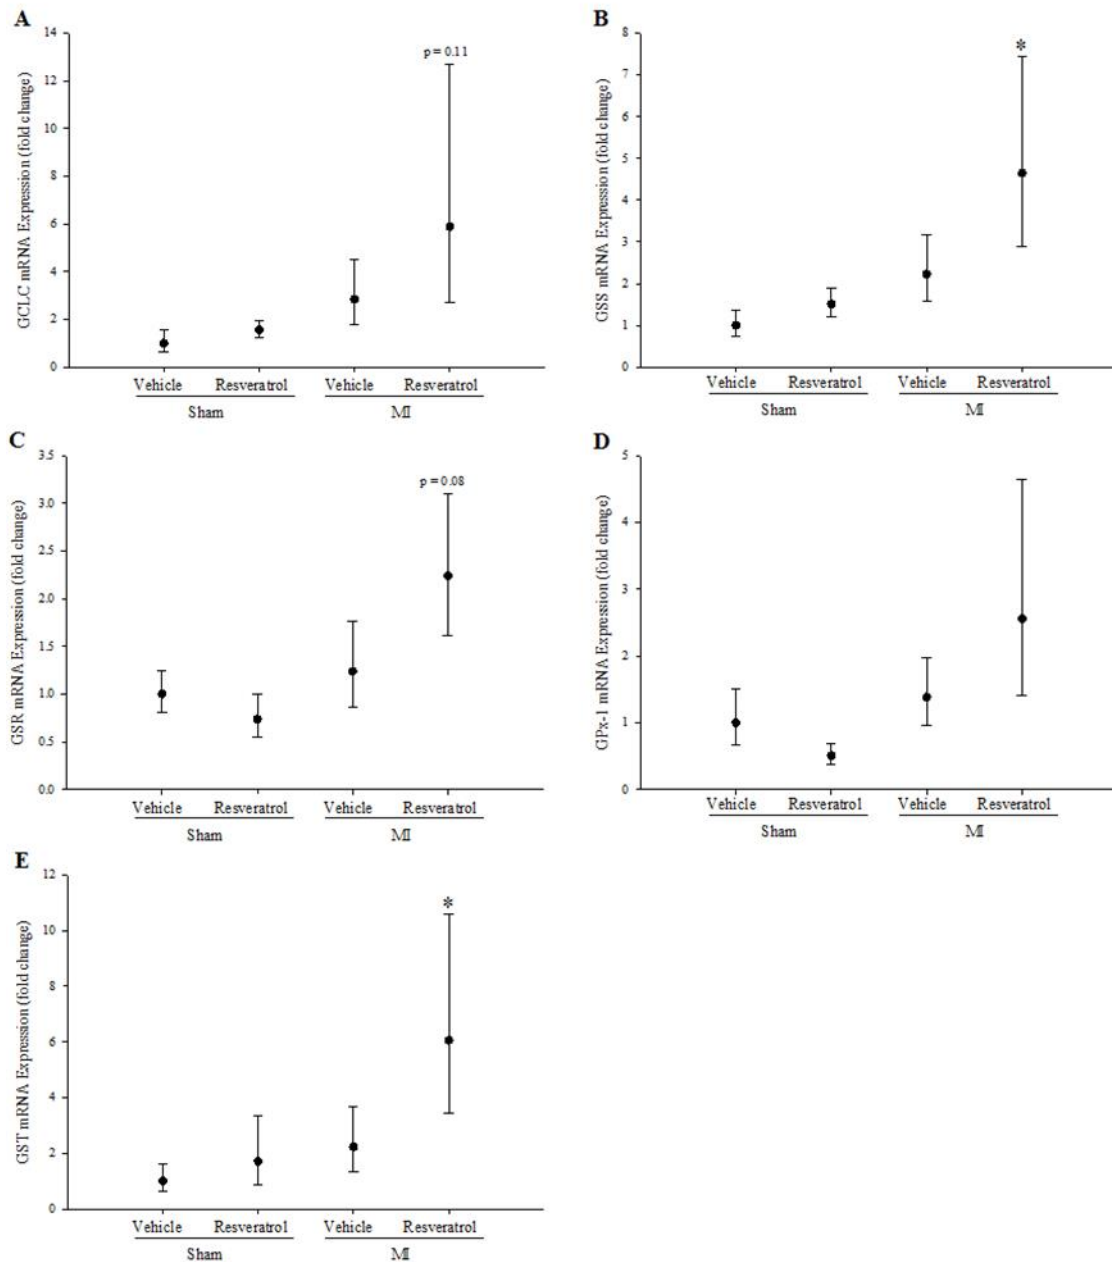 A
GCLC mRNA Expression (fold change)
14
12
10
8
6
4
2
0
p = 0.11
Vehicle Resveratrol Vehicle Resveratrol
Sham MI
B
GSS mRNA Expression (fold change)
8
7
6
5
4
3
2
1
0
*
Vehicle Resveratrol Vehicle Resveratrol
Sham MI
C
GSR mRNA Expression (fold change)
3.5
3.0
2.5
2.0
1.5
1.0
0.5
0.0
p = 0.08
Vehicle Resveratrol Vehicle Resveratrol
Sham MI
D
GPx-1 mRNA Expression (fold change)
5
4
3
2
1
0
Vehicle Resveratrol Vehicle Resveratrol
Sham MI
E
GST mRNA Expression (fold change)
12
10
8
6
4
2
0
*
Vehicle Resveratrol Vehicle Resveratrol
Sham MI